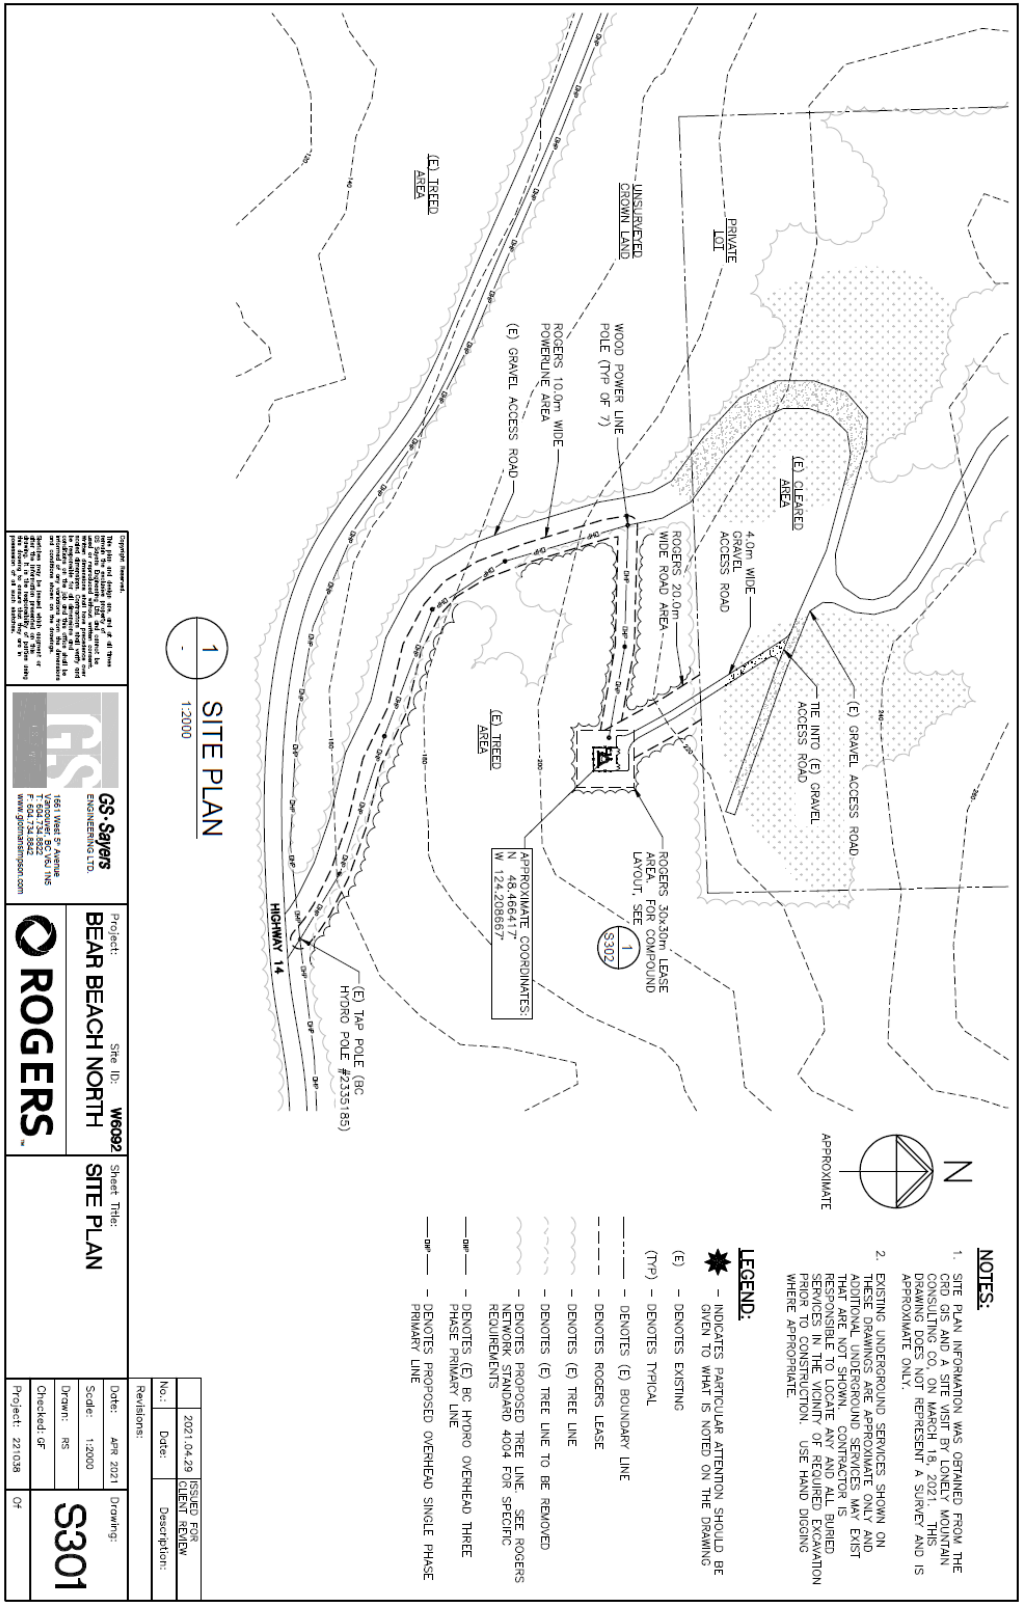 (E) TREED
AREA
UNSURVEYED
CROWN LAND
PRIVATE
LOT
WOOD POWER LINE
POLE (TYP OF 7)
ROGERS 10.0m WIDE
POWERLINE AREA
(E) GRAVEL ACCESS ROAD
(E) CLEARED
AREA
4.0m WIDE
GRAVEL
ACCESS ROAD
ROGERS 20.0m
WIDE ROAD AREA
(E) GRAVEL ACCESS ROAD
TIE INTO (E) GRAVEL
ACCESS ROAD
(E) TREED
AREA
ROGERS 30x30m LEASE
AREA. FOR COMPOUND
LAYOUT, SEE
1
S302
APPROXIMATE COORDINATES:
N 48.466417°
W 124.208667°
(E) TAP POLE (BC
HYDRO POLE #2335185)
HIGHWAY 14
1
-
SITE PLAN
1:2000
N
APPROXIMATE
NOTES:
1. SITE PLAN INFORMATION WAS OBTAINED FROM THE
CRD GIS AND A SITE VISIT BY LONELY MOUNTAIN
CONSULTING CO, ON MARCH 18, 2021. THIS
DRAWING DOES NOT REPRESENT A SURVEY AND IS
APPROXIMATE ONLY.
2. EXISTING UNDERGROUND SERVICES SHOWN ON
THESE DRAWINGS ARE APPROXIMATE ONLY AND
ADDITIONAL UNDERGROUND SERVICES MAY EXIST
THAT ARE NOT SHOWN. CONTRACTOR IS
RESPONSIBLE TO LOCATE ANY AND ALL BURIED
SERVICES IN THE VICINITY OF REQUIRED EXCAVATION
PRIOR TO CONSTRUCTION. USE HAND DIGGING
WHERE APPROPRIATE.
LEGEND:
- INDICATES PARTICULAR ATTENTION SHOULD BE
GIVEN TO WHAT IS NOTED ON THE DRAWING
(E) - DENOTES EXISTING
(TYP) - DENOTES TYPICAL
- DENOTES (E) BOUNDARY LINE
- DENOTES ROGERS LEASE
- DENOTES (E) TREE LINE
- DENOTES (E) TREE LINE TO BE REMOVED
- DENOTES PROPOSED TREE LINE. SEE ROGERS
NETWORK STANDARD 4004 FOR SPECIFIC
REQUIREMENTS
DHP - DENOTES (E) BC HYDRO OVERHEAD THREE
PHASE PRIMARY LINE
DHP - DENOTES PROPOSED OVERHEAD SINGLE PHASE
PRIMARY LINE
Copyright Reserved.
GS
GS·Sayers
ENGINEERING LTD.
1661 West 5th Avenue
Vancouver, BC V6J 1N5
T: 604.734.8822
F: 604.734.8842
www.glotmansimpson.com
Project:
Site ID: W6092
BEAR BEACH NORTH
ROGERS™
Sheet Title:
SITE PLAN
ISSUED FOR
2021.04.29 CLIENT REVIEW
No.: Date: Description:
Revisions:
Date: APR 2021
Scale: 1:2000
Drawn: RS
Checked: GF
Project: 221038
Drawing:
S301
Of